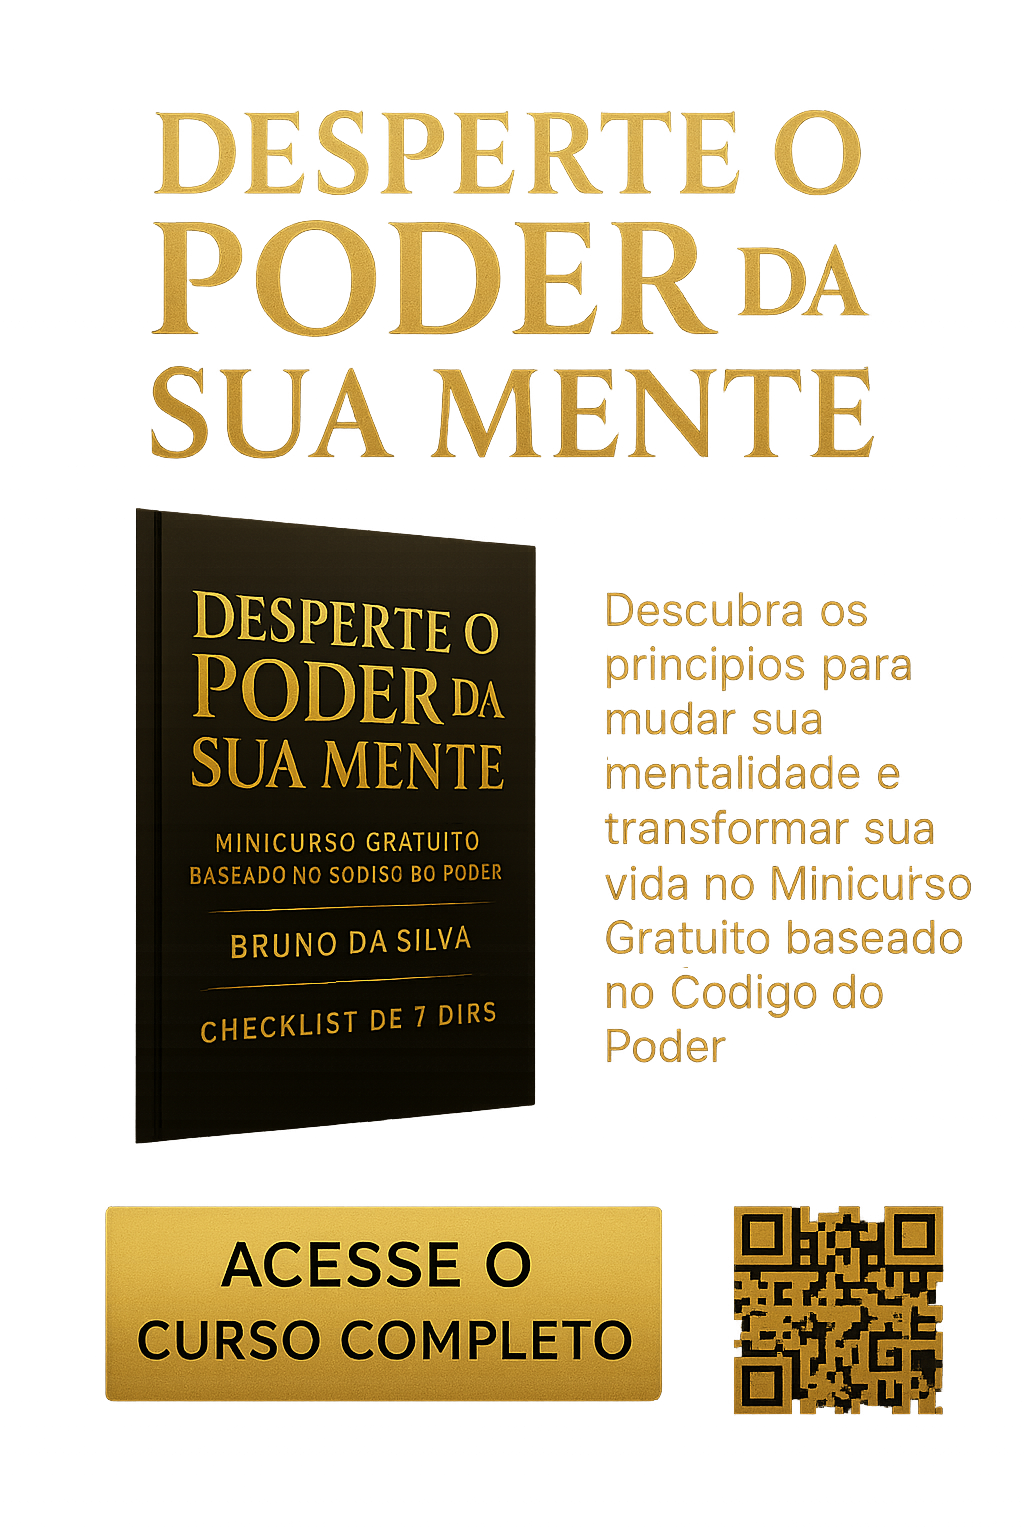 DESPERTE O
PODER DA
SUA MENTE
DESPERTE O
PODER DA
SUA MENTE
MINICURSO GRATUITO
BASEADO NO SODISO BO PODER
BRUNO DA SILVA
CHECKLIST DE 7 DIRS
Descubra os
principios para
mudar sua
mentalidade e
transformar sua
vida no Minicurso
Gratuito baseado
no Codigo do
Poder
ACESSE O
CURSO COMPLETO